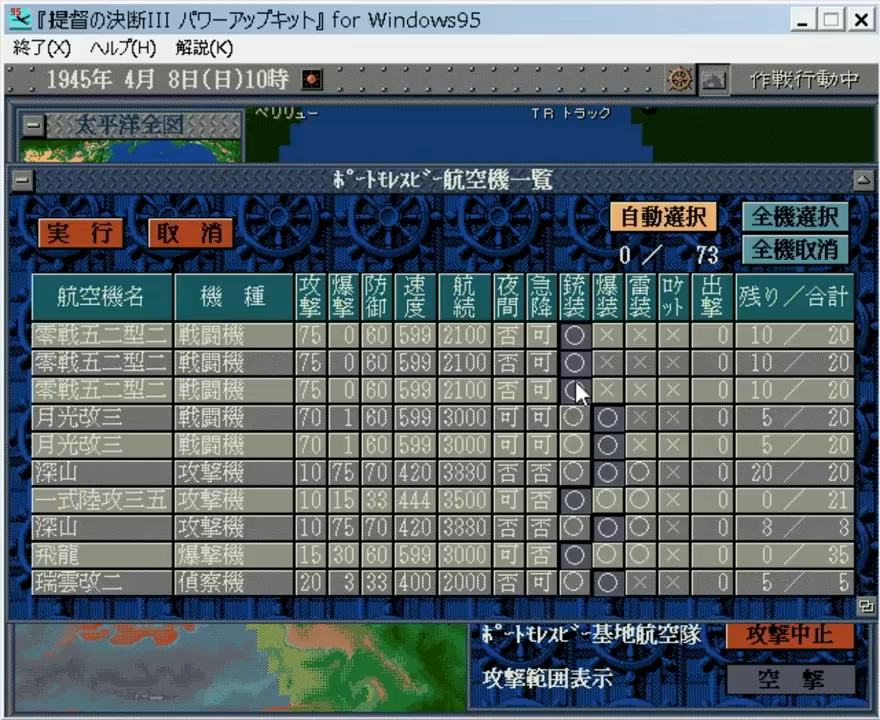 『提督の決断III パワーアップキット』 for Windows95
終了(X) ヘルプ(H) 解説(K)
1945年 4月 8日(日)10時 作戦行動中
太平洋全図 ペリリュー TR トラック
ﾎﾟｰﾄﾓﾚｽﾋﾞｰ航空機一覧
実 行 取 消 自動選択 全機選択
0 / 73 全機取消
航空機名 機 種 攻撃 爆撃 防御 速度 航続 夜間 急降 銃装 爆装 雷装 ﾛｹｯﾄ 出撃 残り/合計
零戦五二型二 戦闘機 75 0 60 599 2100 否 可 ○ × × × 0 10 / 20
零戦五二型二 戦闘機 75 0 60 599 2100 否 可 ○ × × × 0 10 / 20
零戦五二型二 戦闘機 75 0 60 599 2100 否 可 ○ × × × 0 10 / 20
月光改三 戦闘機 70 1 60 599 3000 可 可 ○ ○ × × 0 5 / 20
月光改三 戦闘機 70 1 60 599 3000 可 可 ○ ○ × × 0 5 / 20
深山 攻撃機 10 75 70 420 3880 否 否 ○ ○ ○ × 0 20 / 20
一式陸攻三五 攻撃機 10 15 33 444 3500 可 否 ○ ○ ○ × 0 0 / 21
深山 攻撃機 10 75 70 420 3880 否 否 ○ ○ ○ × 0 8 / 8
飛龍 爆撃機 15 30 60 599 3000 可 否 ○ ○ ○ × 0 0 / 35
瑞雲改二 偵察機 20 3 33 400 2000 否 可 ○ ○ × × 0 5 / 5
ﾎﾟｰﾄﾓﾚｽﾋﾞｰ基地航空隊 攻撃中止
攻撃範囲表示 空 撃